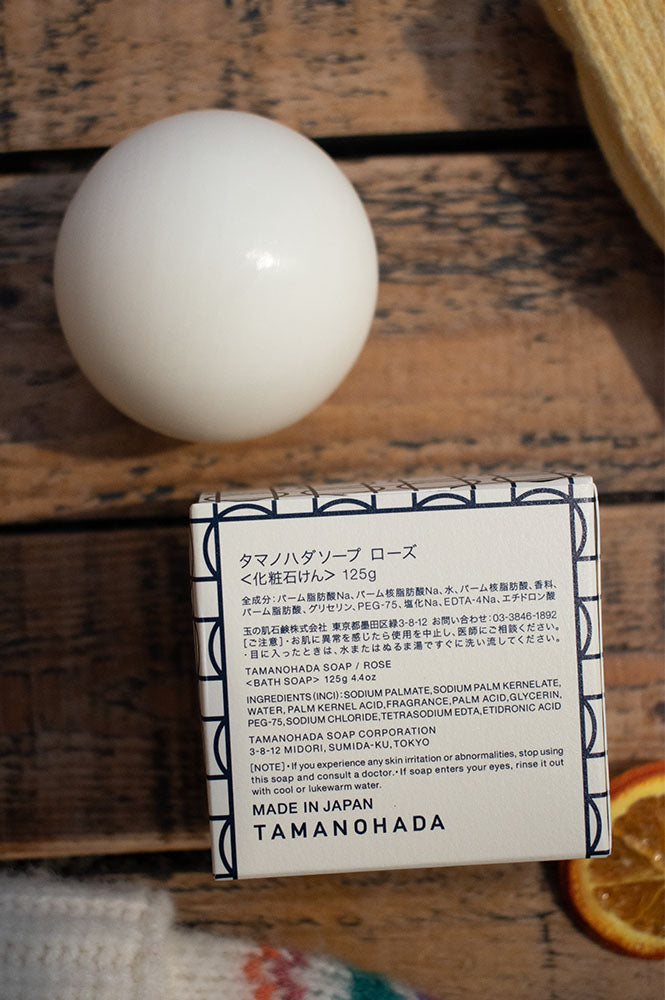 タマノハダソープ ローズ
<化粧石けん> 125g
全成分：パーム脂肪酸Na、パーム核脂肪酸Na、水、パーム核脂肪酸、香料、
パーム脂肪酸、グリセリン、PEG-75、塩化Na、EDTA-4Na、エチドロン酸
玉の肌石鹸株式会社 東京都墨田区緑3-8-12 お問い合わせ：03-3846-1892
［ご注意］・お肌に異常を感じたら使用を中止し、医師にご相談ください。
・目に入ったときは、水またはぬるま湯ですぐに洗い流してください。
TAMANOHADA SOAP / ROSE
<BATH SOAP> 125g 4.4oz
INGREDIENTS (INCI) : SODIUM PALMATE, SODIUM PALM KERNELATE,
WATER, PALM KERNEL ACID, FRAGRANCE, PALM ACID, GLYCERIN,
PEG-75, SODIUM CHLORIDE, TETRASODIUM EDTA, ETIDRONIC ACID
TAMANOHADA SOAP CORPORATION
3-8-12 MIDORI, SUMIDA-KU, TOKYO
[NOTE]・If you experience any skin irritation or abnormalities, stop using
this soap and consult a doctor.・If soap enters your eyes, rinse it out
with cool or lukewarm water.
MADE IN JAPAN
TAMANOHADA